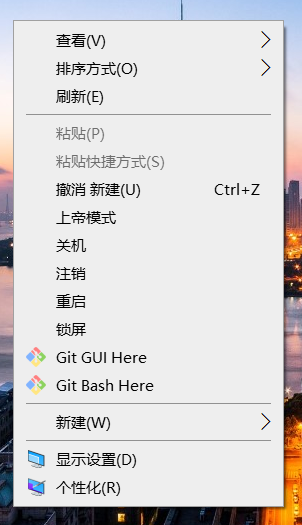 查看(V)
排序方式(O)
刷新(E)
粘贴(P)
粘贴快捷方式(S)
撤消 新建(U) Ctrl+Z
上帝模式
关机
注销
重启
锁屏
Git GUI Here
Git Bash Here
新建(W)
显示设置(D)
个性化(R)